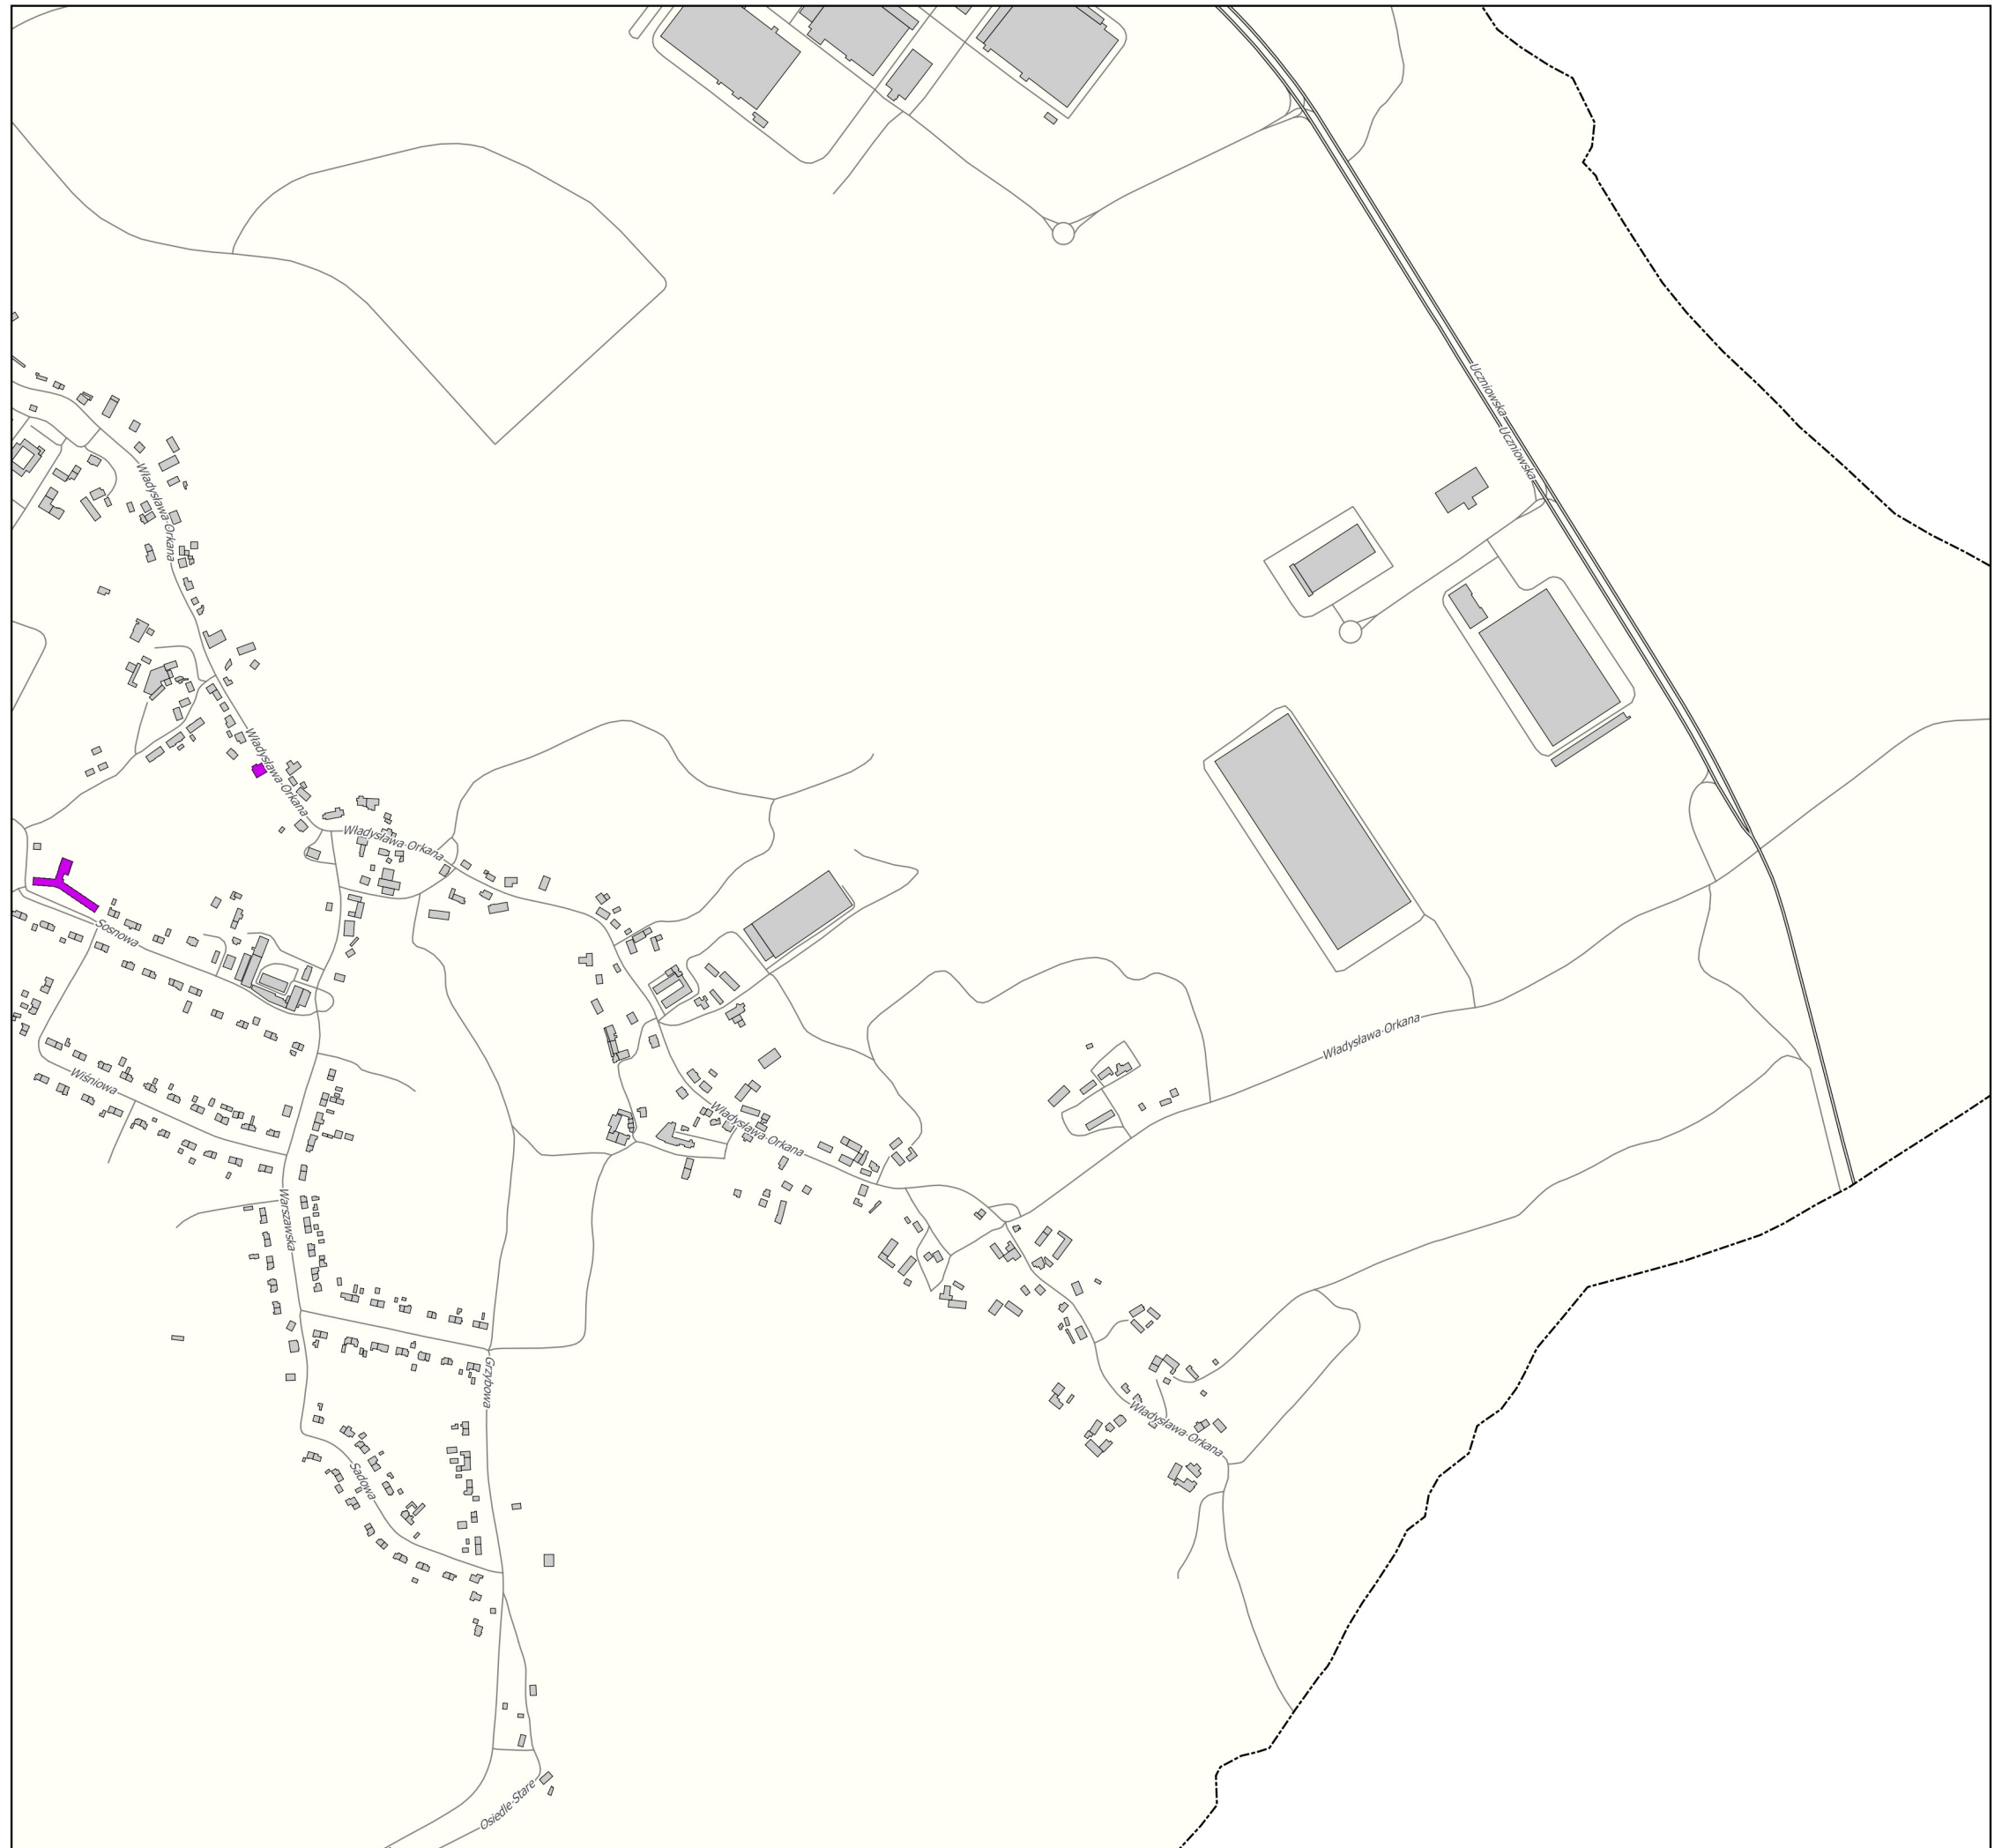 Uczniowska
Uczniowska
Władysława Orkana
Władysława Orkana
Władysława Orkana
Sosnowa
Władysława Orkana
Wiśniowa
Władysława Orkana
Warszawska
Grzybowa
Władysława Orkana
Sadowa
Osiedle Stare